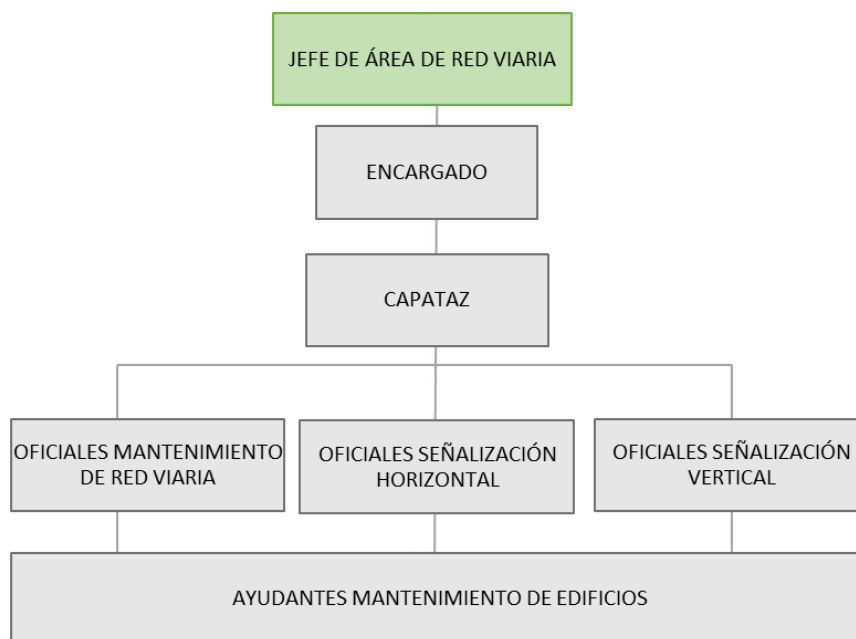 JEFE DE ÁREA DE RED VIARIA
ENCARGADO
CAPATAZ
OFICIALES MANTENIMIENTO
DE RED VIARIA
OFICIALES SEÑALIZACIÓN
HORIZONTAL
OFICIALES SEÑALIZACIÓN
VERTICAL
AYUDANTES MANTENIMIENTO DE EDIFICIOS